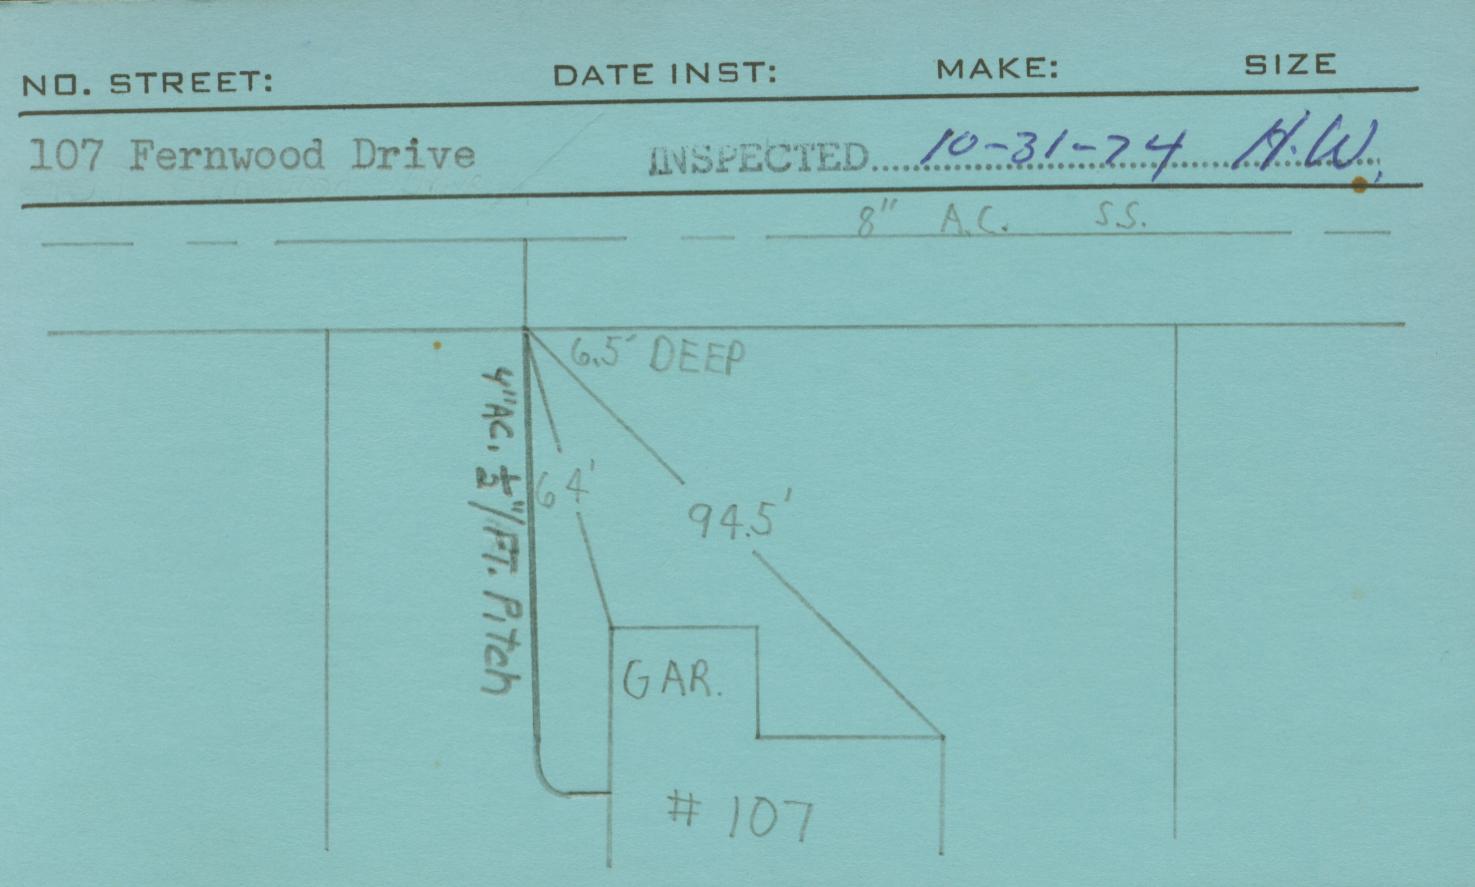 NO. STREET: DATE INST: MAKE: SIZE
107 Fernwood Drive INSPECTED 10-31-74 H.W.
8" A.C. S.S.
6.5' DEEP
4" AC. 1/2"/FT. Pitch
64'
94.5'
GAR.
# 107